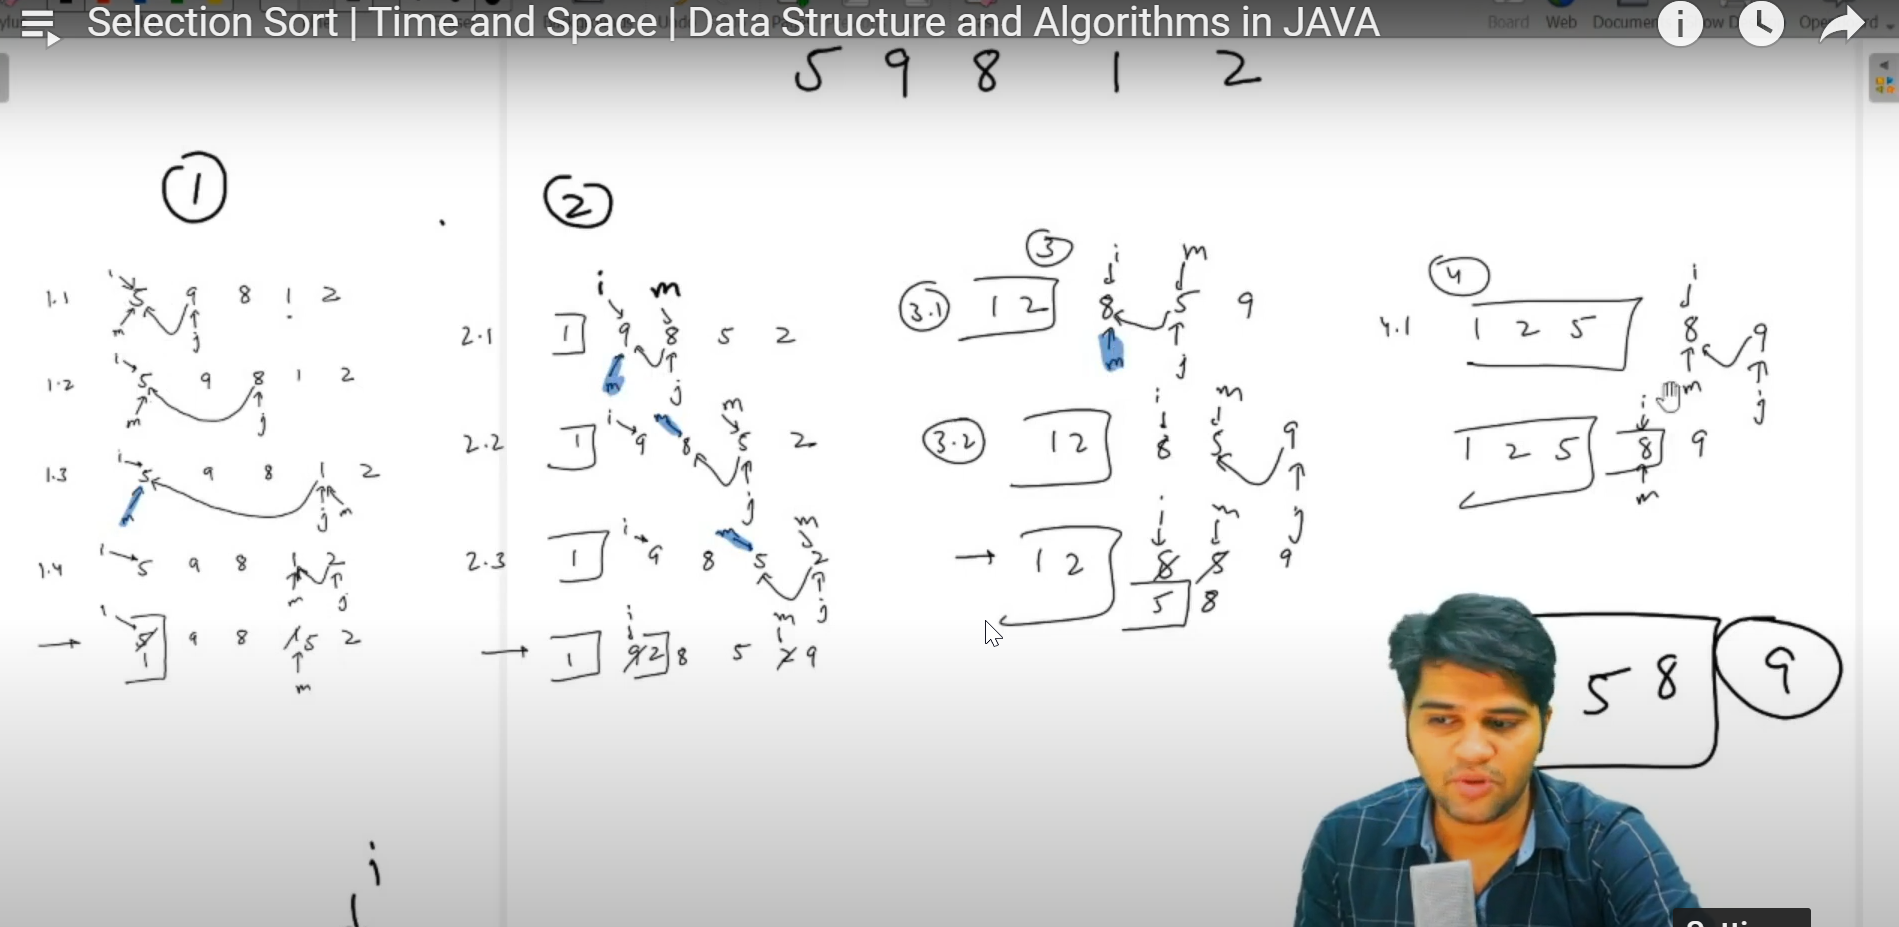 Selection Sort | Time and Space | Data Structure and Algorithms in JAVA
Board Web
5 9 8 1 2
1
2
3
4
i
1.1 5 9 8 1 2
m j
i
1.2 5 9 8 1 2
m j
i
1.3 5 9 8 1 2
m j m
i
1.4 5 9 8 1 2
m j
i
5 9 8 1 5 2
1
m
i m
2.1 1 9 8 5 2
m j
i m m
2.2 1 9 8 5 2
j
i m m
2.3 1 9 8 5 2
j
i m
1 9 2 8 5 2 9
i m
3.1 1 2 8 5 9
m j
i m
3.2 1 2 8 5 9
j
i m
1 2 8 5 9
5 8
i
4.1 1 2 5 8 9
m j
i
1 2 5 8 9
m
5 8 9
i